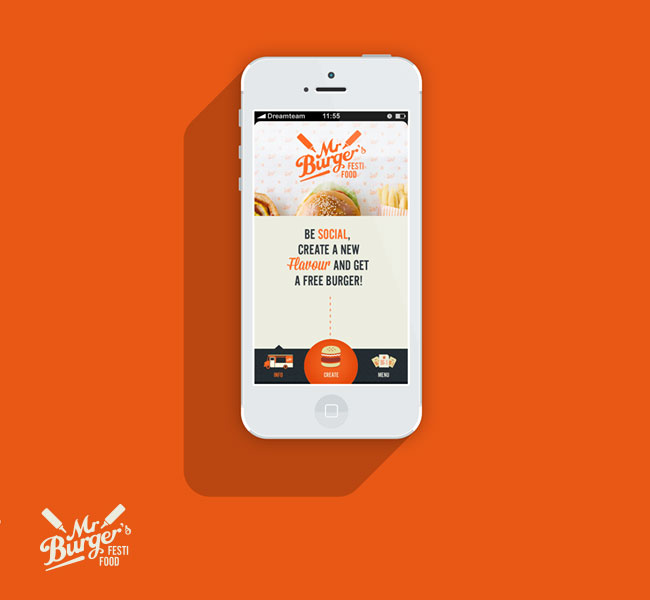 Dreamteam 11:55
Mr
Burger's
FESTI
FOOD
BE SOCIAL,
CREATE A NEW
Flavour AND GET
A FREE BURGER!
INFO CREATE MENU
Mr
Burger's
FESTI
FOOD